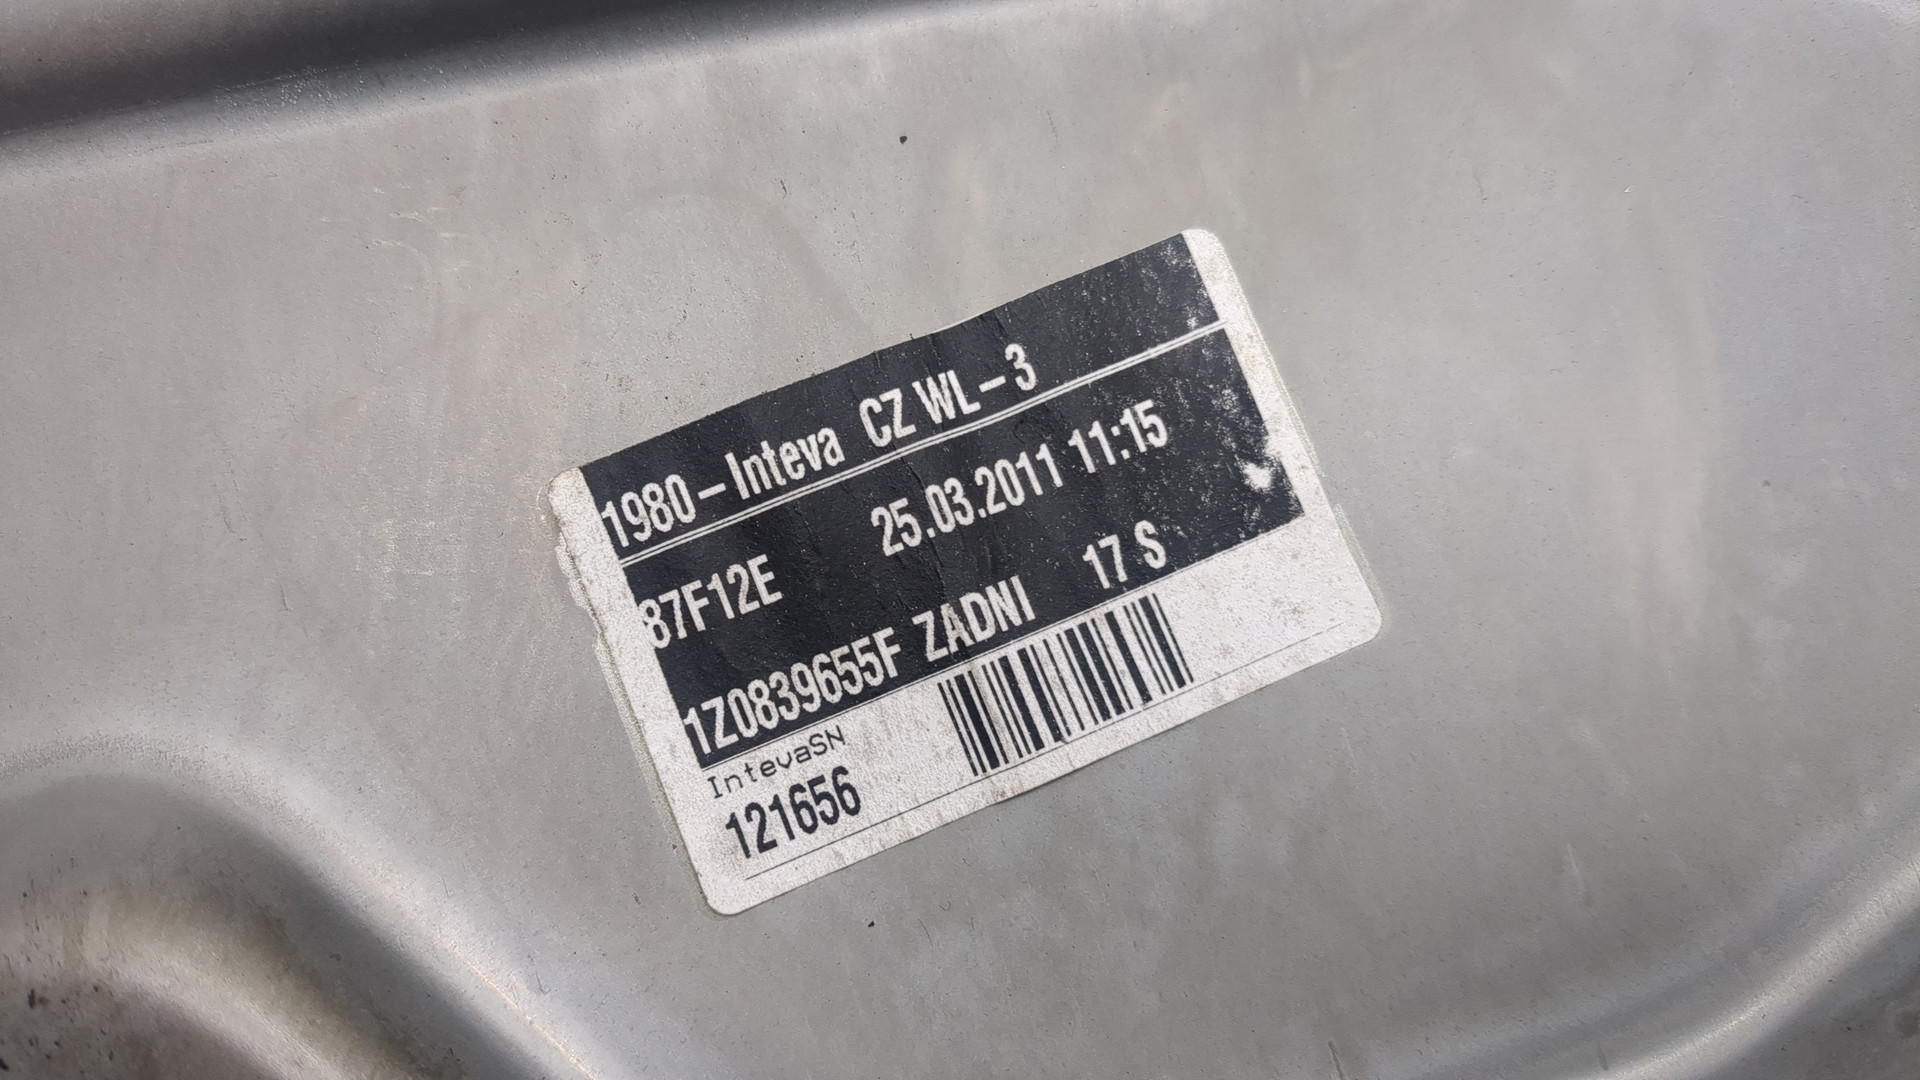 1980 – Inteva CZ WL – 3
87F12E 25.03.2011 11:15
1Z0839655F ZADNI 17 S
IntevaSN
121656